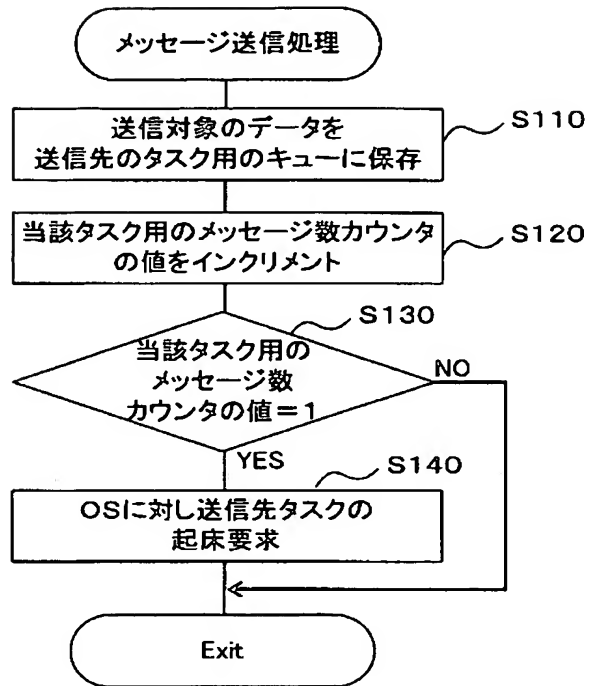 メッセージ送信処理
送信対象のデータを
送信先のタスク用のキューに保存
S110
当該タスク用のメッセージ数カウンタ
の値をインクリメント
S120
S130
当該タスク用の
メッセージ数
カウンタの値=1
NO
YES
S140
OSに対し送信先タスクの
起床要求
Exit